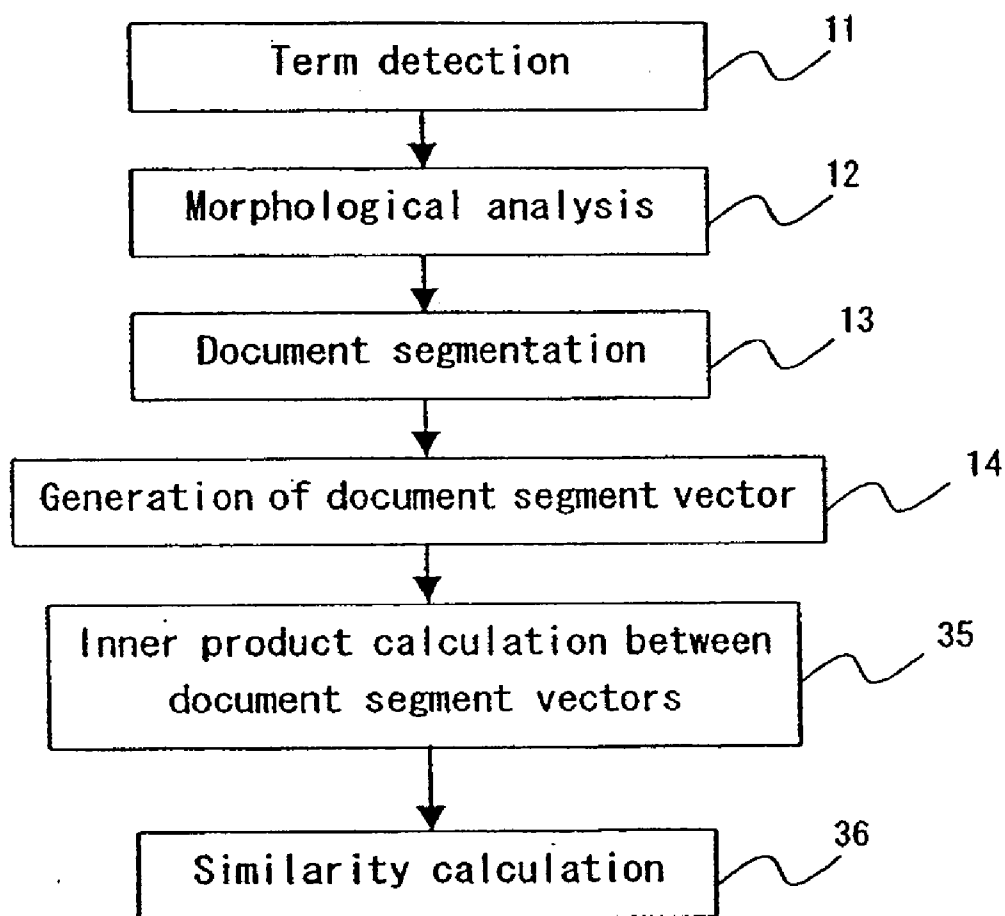 Term detection
11
Morphological analysis
12
Document segmentation
13
Generation of document segment vector
14
Inner product calculation between
document segment vectors
35
Similarity calculation
36